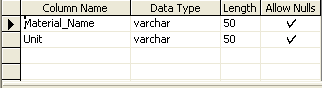 Column Name Data Type Length Allow Nulls
Material_Name varchar 50 ✓
Unit varchar 50 ✓